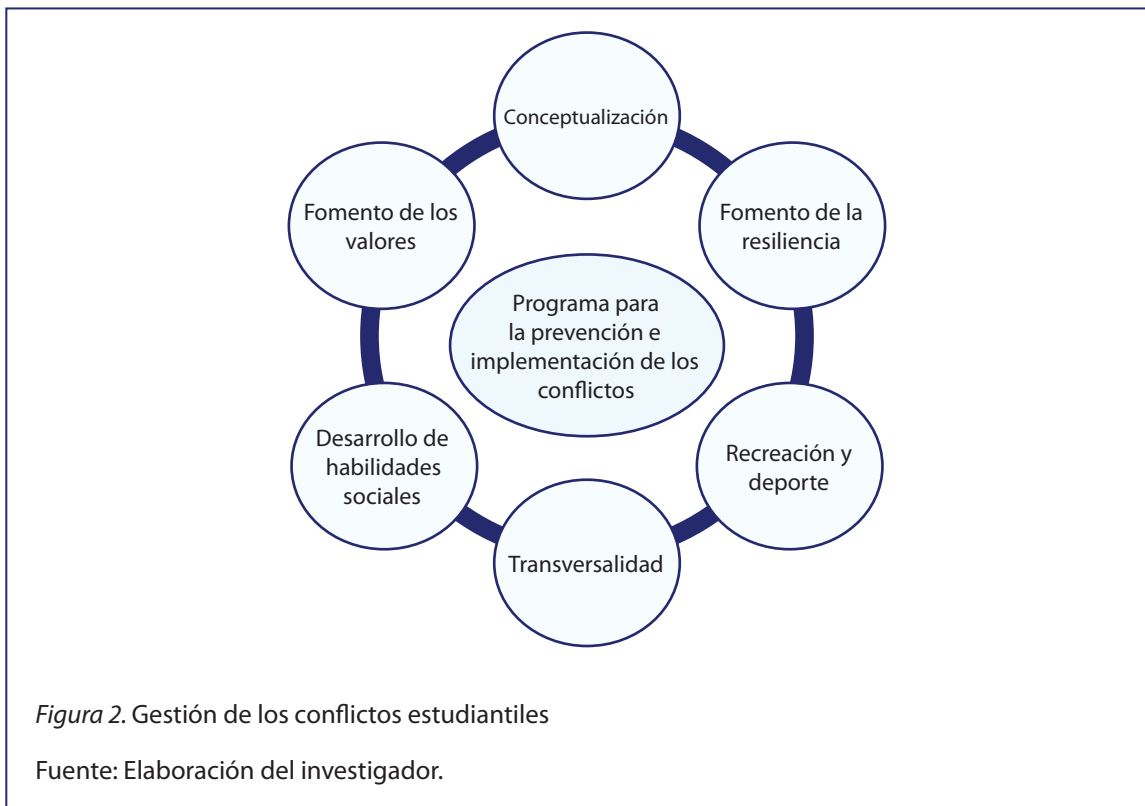 Conceptualización
Fomento de la
resiliencia
Recreación y
deporte
Transversalidad
Desarrollo de
habilidades
sociales
Fomento de los
valores
Programa para
la prevención e
implementación de los
conflictos
Figura 2. Gestión de los conflictos estudiantiles
Fuente: Elaboración del investigador.